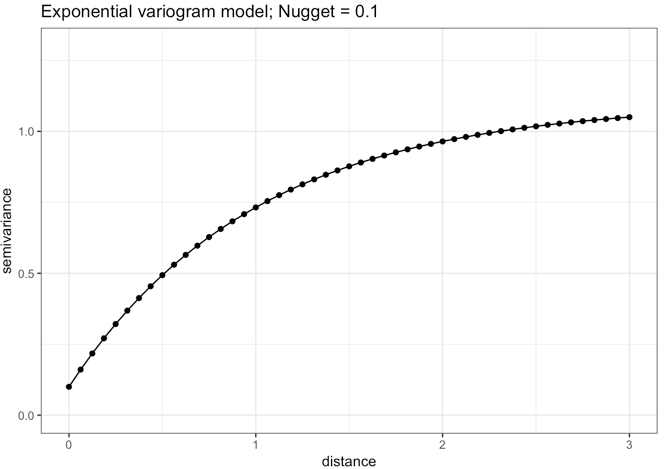 Exponential variogram model; Nugget = 0.1
semivariance
1.0
0.5
0.0
0 1 2 3
distance